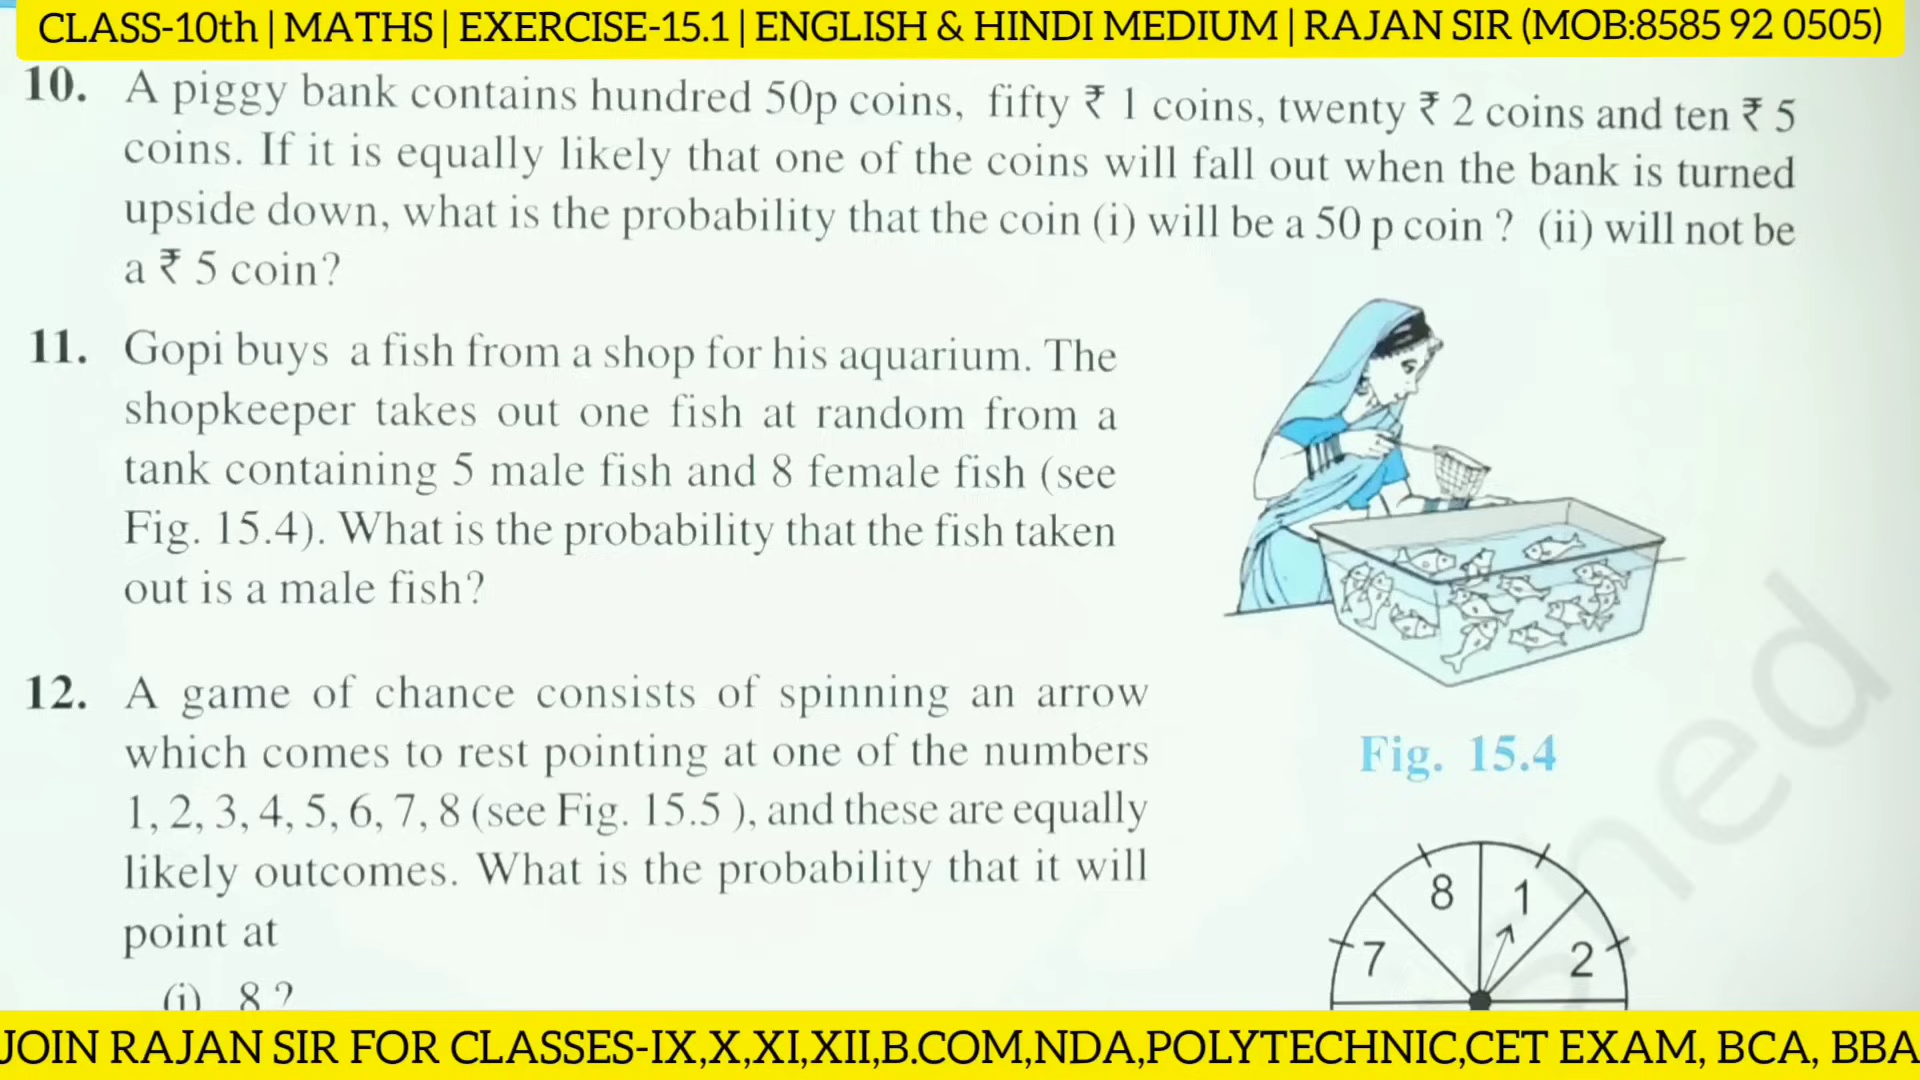 CLASS-10th | MATHS | EXERCISE-15.1 | ENGLISH & HINDI MEDIUM | RAJAN SIR (MOB:8585 92 0505)
10. A piggy bank contains hundred 50p coins, fifty ₹ 1 coins, twenty ₹ 2 coins and ten ₹ 5
coins. If it is equally likely that one of the coins will fall out when the bank is turned
upside down, what is the probability that the coin (i) will be a 50 p coin ? (ii) will not be
a ₹ 5 coin?
11. Gopi buys a fish from a shop for his aquarium. The
shopkeeper takes out one fish at random from a
tank containing 5 male fish and 8 female fish (see
Fig. 15.4). What is the probability that the fish taken
out is a male fish?
Fig. 15.4
12. A game of chance consists of spinning an arrow
which comes to rest pointing at one of the numbers
1, 2, 3, 4, 5, 6, 7, 8 (see Fig. 15.5 ), and these are equally
likely outcomes. What is the probability that it will
point at
(i) 8 ?
8 1
7 2
JOIN RAJAN SIR FOR CLASSES-IX,X,XI,XII,B.COM,NDA,POLYTECHNIC,CET EXAM, BCA, BBA